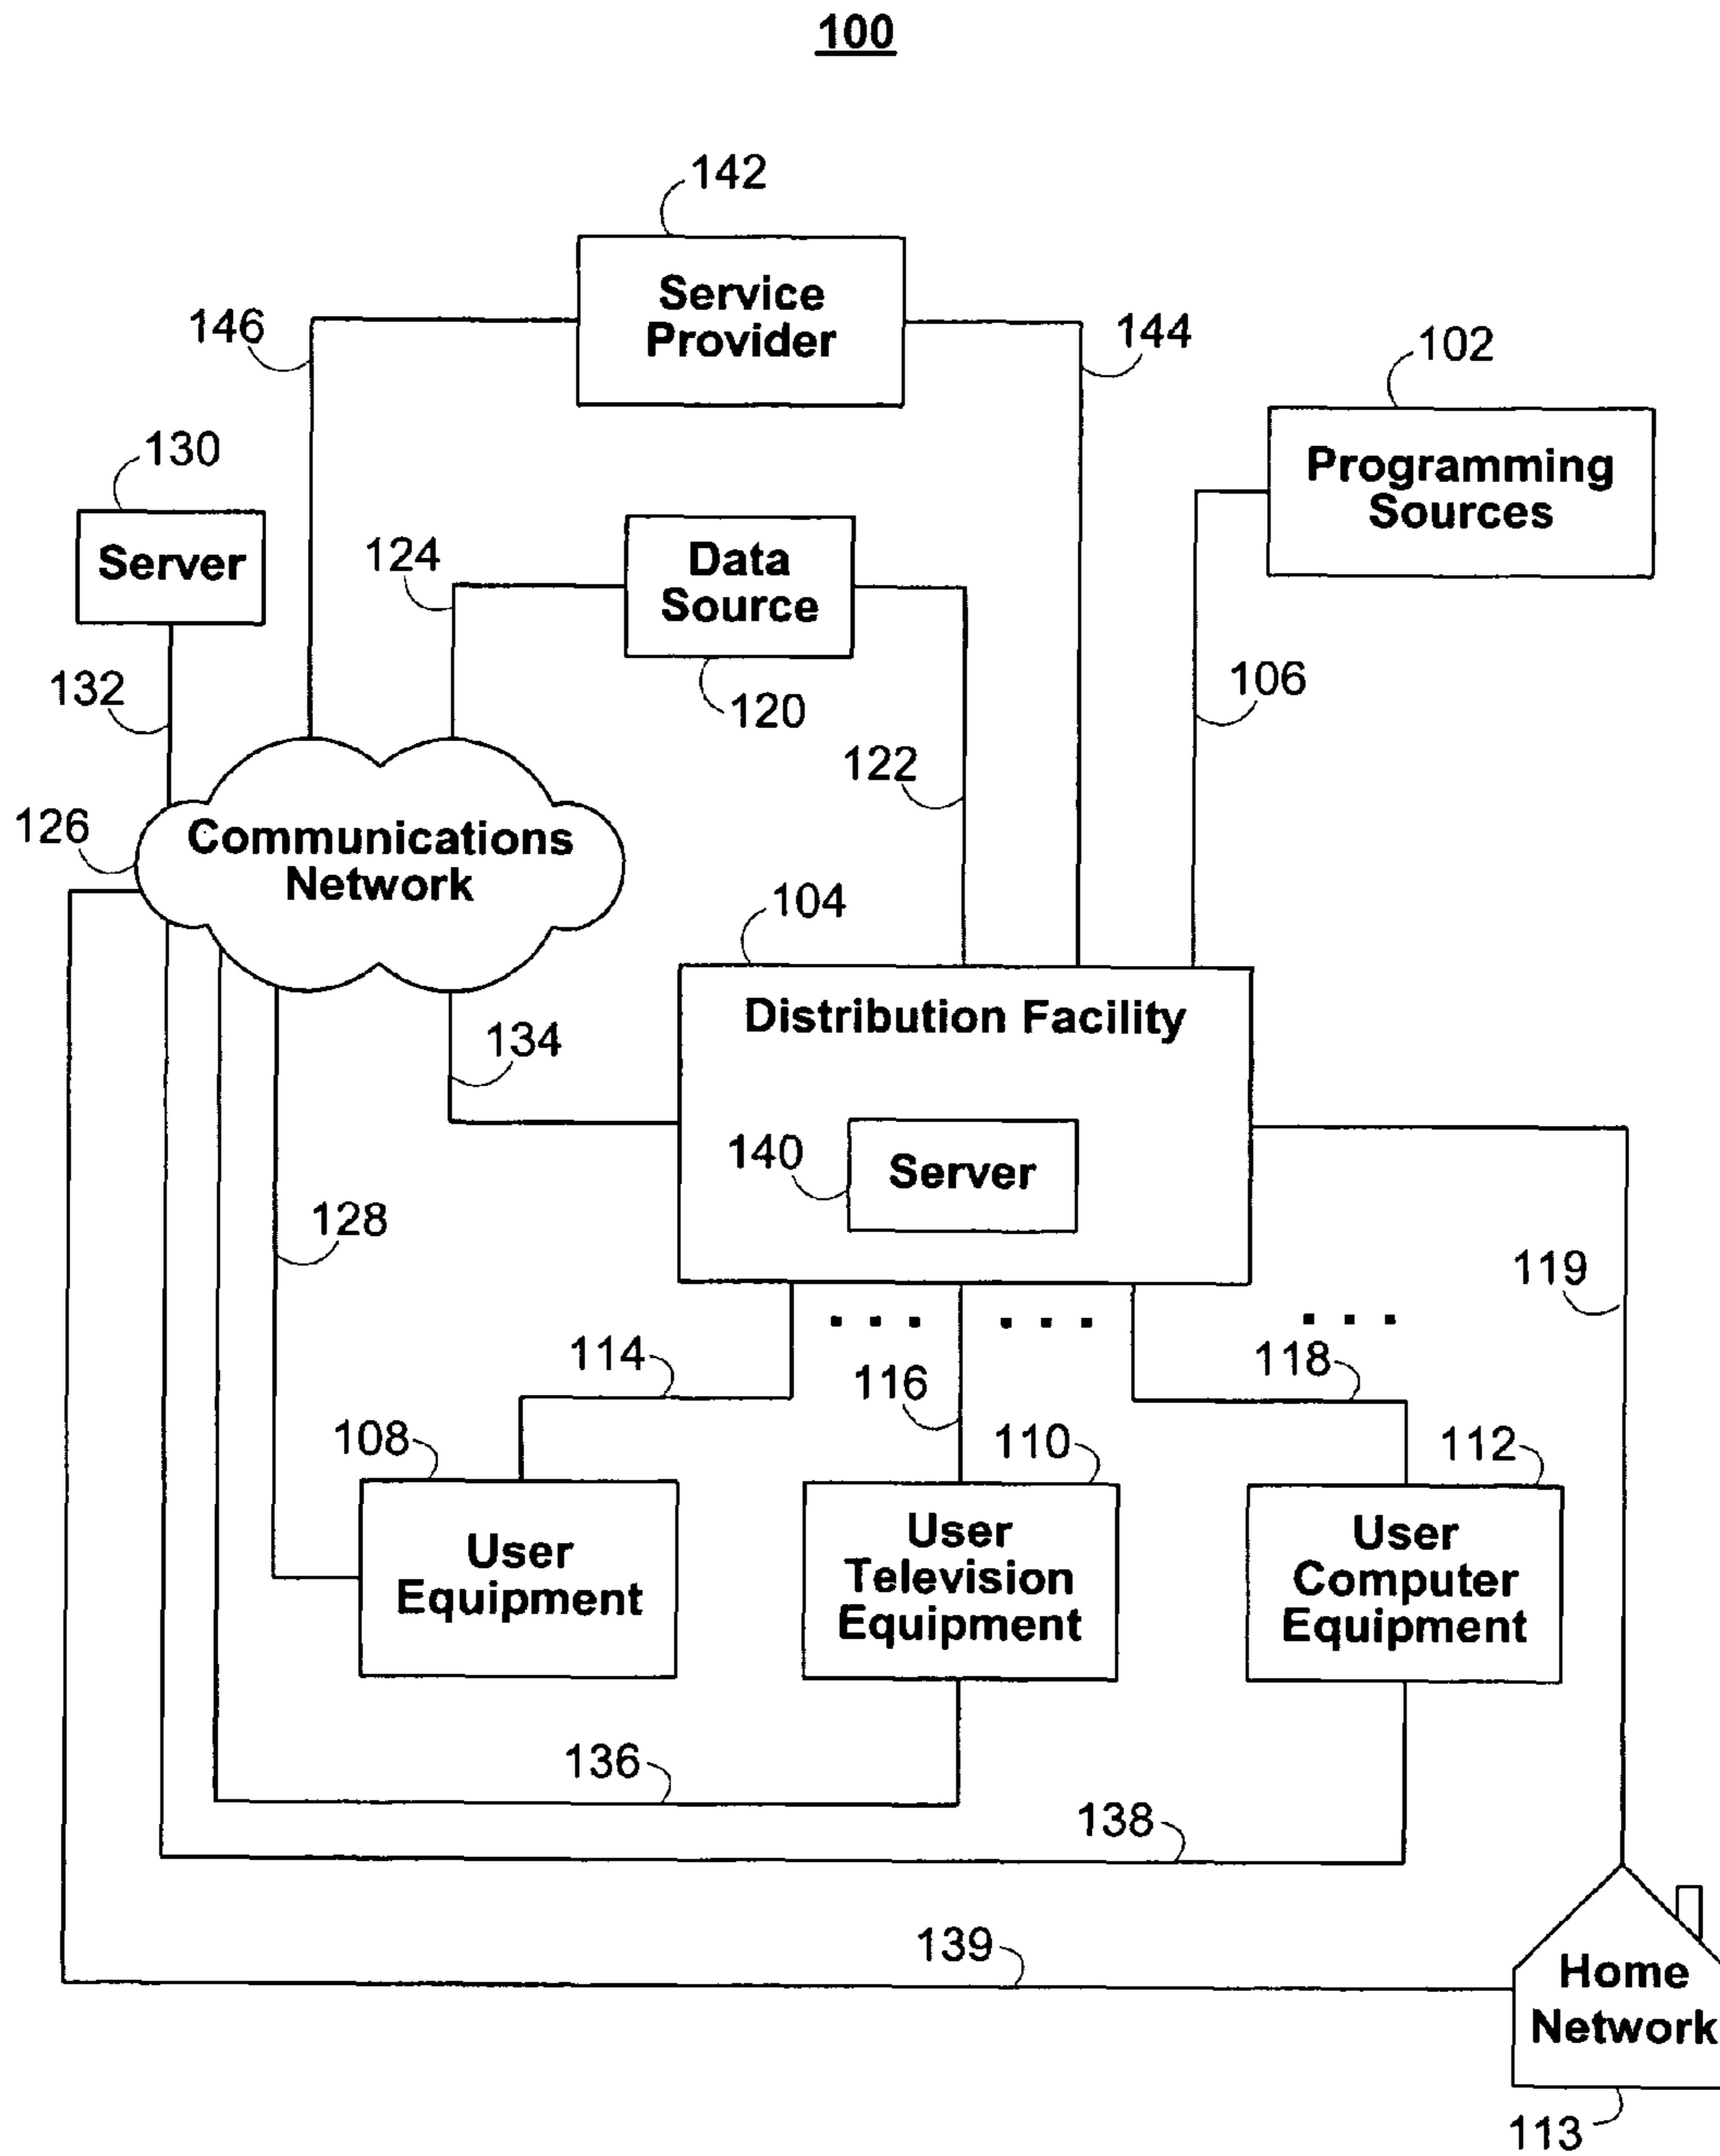 100
142
Service
Provider
146
144
102
Programming
Sources
130
Server
124
Data
Source
132
120
106
122
126
Communications
Network
104
Distribution Facility
134
140
Server
128
119
114
116
118
108
110
112
User
Equipment
User
Television
Equipment
User
Computer
Equipment
136
138
139
Home
Network
113